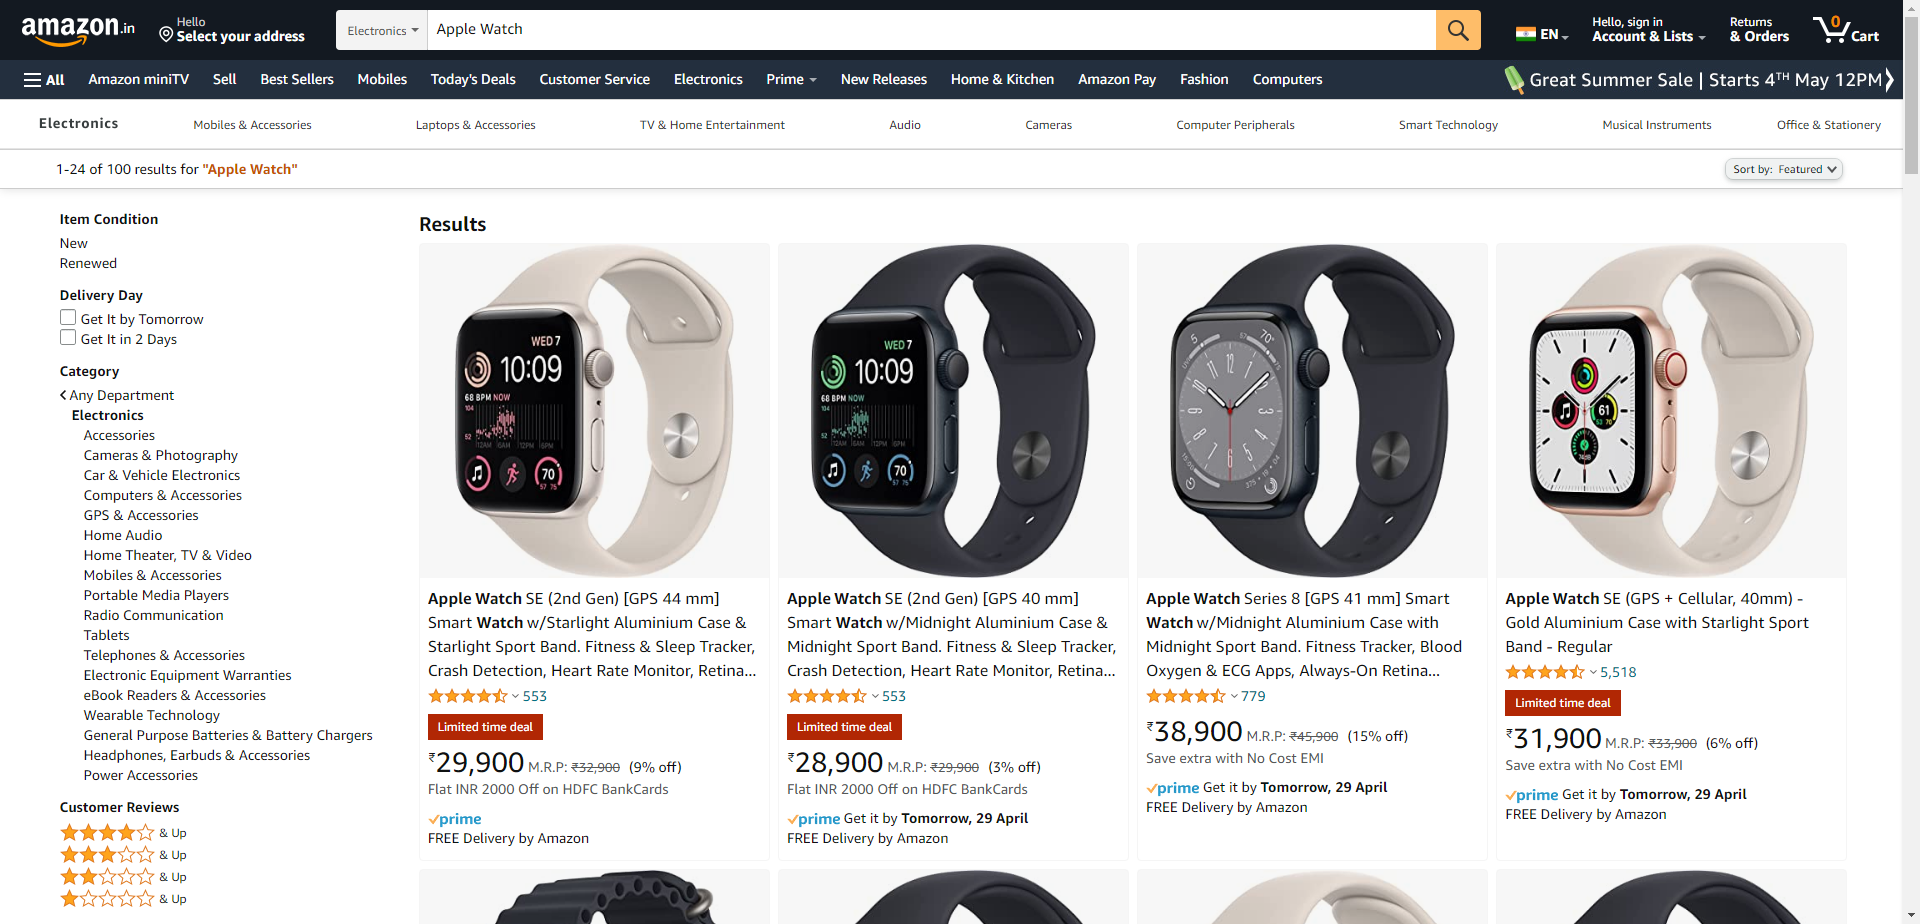 amazon.in
Hello
Select your address
Electronics
Apple Watch
EN
Hello, sign in
Account & Lists
Returns
& Orders
0
Cart
All
Amazon miniTV
Sell
Best Sellers
Mobiles
Today's Deals
Customer Service
Electronics
Prime
New Releases
Home & Kitchen
Amazon Pay
Fashion
Computers
Great Summer Sale | Starts 4TH May 12PM
Electronics
Mobiles & Accessories
Laptops & Accessories
TV & Home Entertainment
Audio
Cameras
Computer Peripherals
Smart Technology
Musical Instruments
Office & Stationery
1-24 of 100 results for "Apple Watch"
Sort by: Featured
Item Condition
New
Renewed
Delivery Day
Get It by Tomorrow
Get It in 2 Days
Category
Any Department
Electronics
Accessories
Cameras & Photography
Car & Vehicle Electronics
Computers & Accessories
GPS & Accessories
Home Audio
Home Theater, TV & Video
Mobiles & Accessories
Portable Media Players
Radio Communication
Tablets
Telephones & Accessories
Electronic Equipment Warranties
eBook Readers & Accessories
Wearable Technology
General Purpose Batteries & Battery Chargers
Headphones, Earbuds & Accessories
Power Accessories
Customer Reviews
& Up
& Up
& Up
& Up
Results
WED 7
10:09
68 BPM NOW
70
Apple Watch SE (2nd Gen) [GPS 44 mm]
Smart Watch w/Starlight Aluminium Case &
Starlight Sport Band. Fitness & Sleep Tracker,
Crash Detection, Heart Rate Monitor, Retina...
553
Limited time deal
₹29,900 M.R.P: ₹32,900 (9% off)
Flat INR 2000 Off on HDFC BankCards
prime
FREE Delivery by Amazon
WED 7
10:09
68 BPM NOW
70
Apple Watch SE (2nd Gen) [GPS 40 mm]
Smart Watch w/Midnight Aluminium Case &
Midnight Sport Band. Fitness & Sleep Tracker,
Crash Detection, Heart Rate Monitor, Retina...
553
Limited time deal
₹28,900 M.R.P: ₹29,900 (3% off)
Flat INR 2000 Off on HDFC BankCards
prime Get it by Tomorrow, 29 April
FREE Delivery by Amazon
Apple Watch Series 8 [GPS 41 mm] Smart
Watch w/Midnight Aluminium Case with
Midnight Sport Band. Fitness Tracker, Blood
Oxygen & ECG Apps, Always-On Retina...
779
₹38,900 M.R.P: ₹45,900 (15% off)
Save extra with No Cost EMI
prime Get it by Tomorrow, 29 April
FREE Delivery by Amazon
61
Apple Watch SE (GPS + Cellular, 40mm) -
Gold Aluminium Case with Starlight Sport
Band - Regular
5,518
Limited time deal
₹31,900 M.R.P: ₹33,900 (6% off)
Save extra with No Cost EMI
prime Get it by Tomorrow, 29 April
FREE Delivery by Amazon